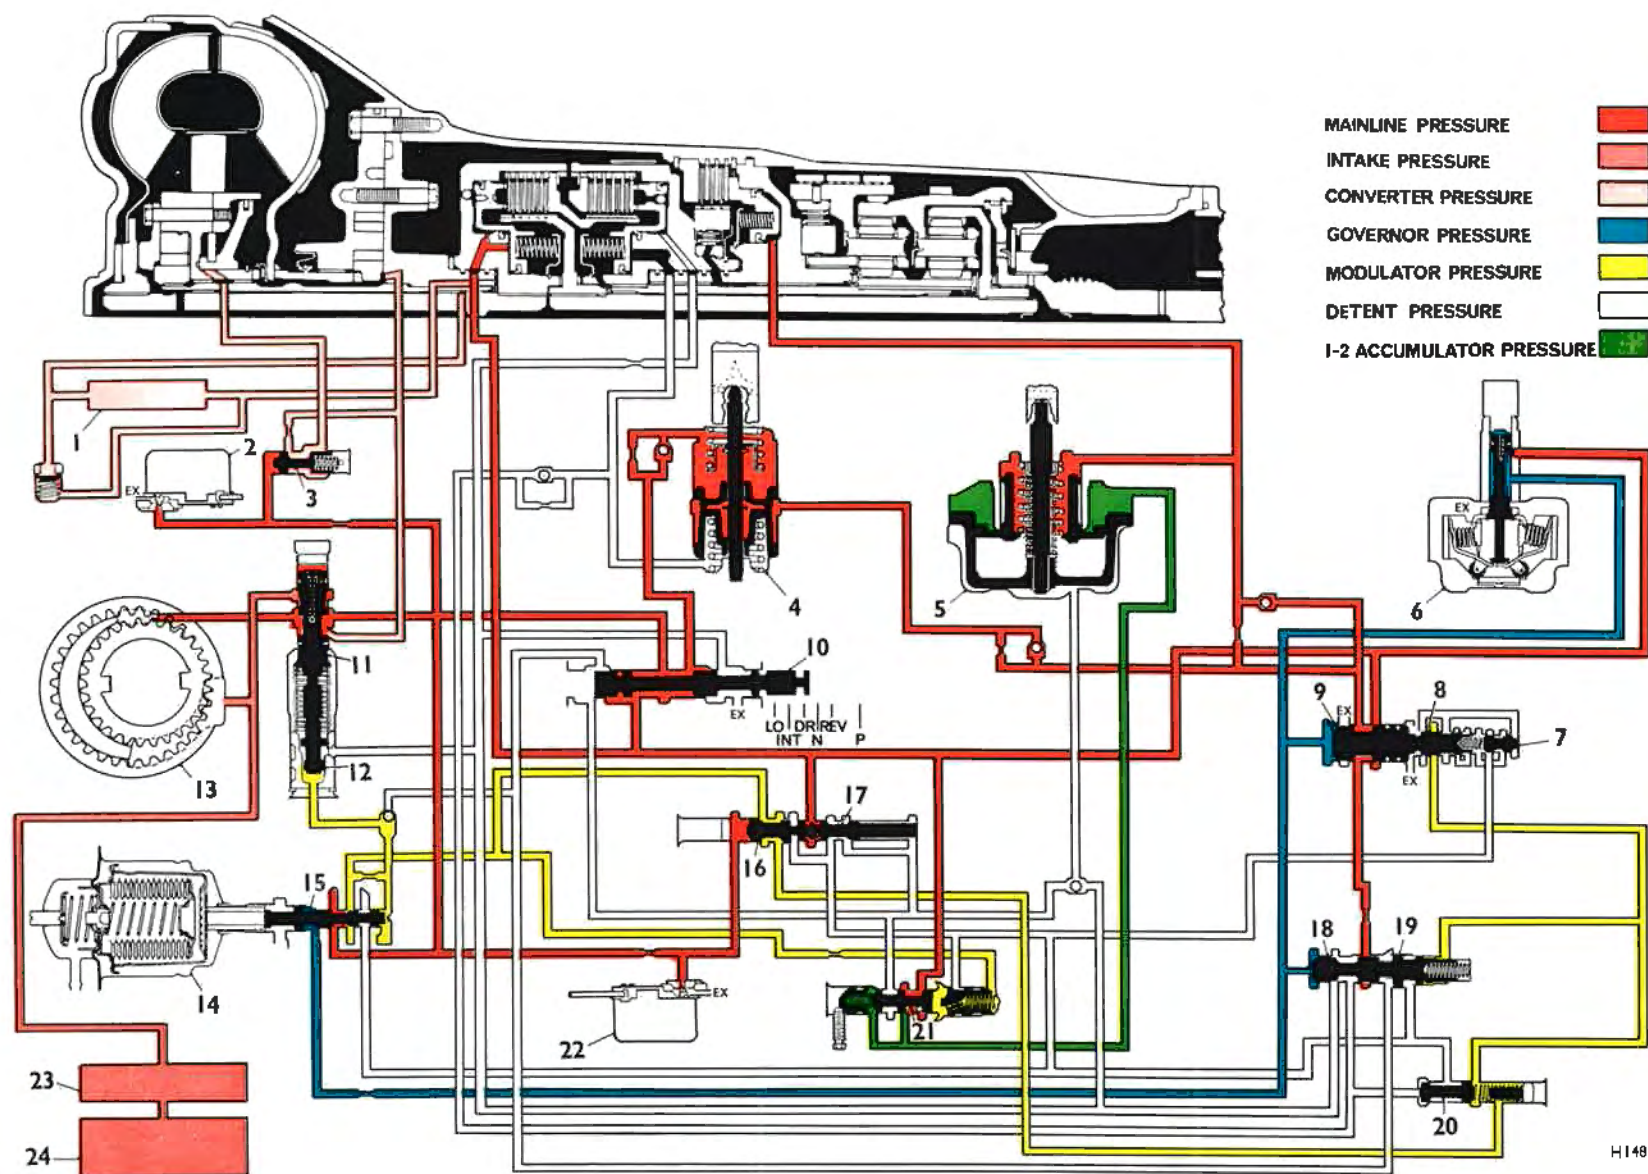 MAINLINE PRESSURE
INTAKE PRESSURE
CONVERTER PRESSURE
GOVERNOR PRESSURE
MODULATOR PRESSURE
DETENT PRESSURE
1-2 ACCUMULATOR PRESSURE
1
2
3
EX
4
5
6
EX
11
12
13
10
EX
LO DR REV
INT N P
9
EX
8
7
EX
17
16
15
14
18
19
21
22
EX
20
23
24
H148